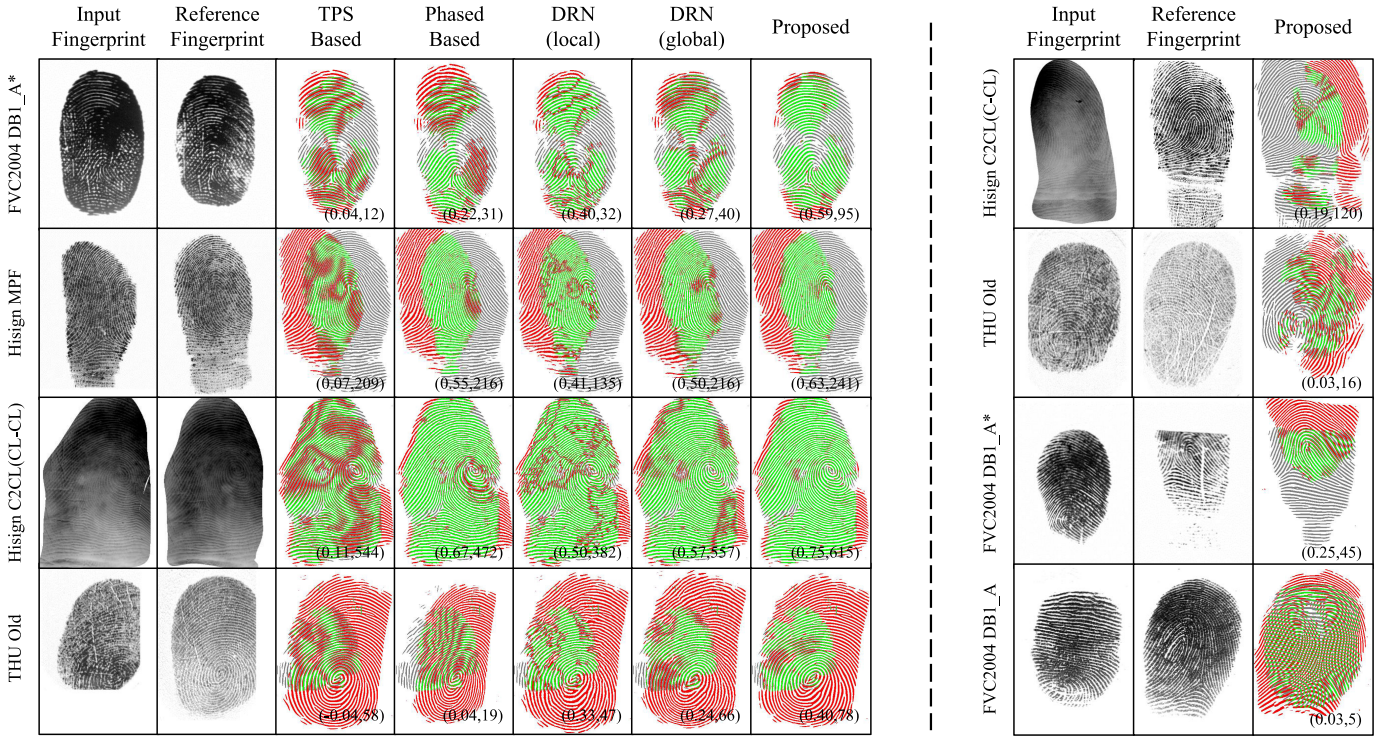 Input Fingerprint
Reference Fingerprint
TPS Based
Phased Based
DRN (local)
DRN (global)
Proposed
FVC2004 DB1_A*
(0.04,12)
(0.22,31)
(0.40,32)
(0.27,40)
(0.59,95)
Hisign MPF
(0.07,209)
(0.55,216)
(0.41,135)
(0.50,216)
(0.63,241)
Hisign C2CL(CL-CL)
(0.11,544)
(0.67,472)
(0.50,382)
(0.57,557)
(0.75,615)
THU Old
(-0.04,58)
(0.04,19)
(0.33,47)
(0.24,66)
(0.40,78)
Input Fingerprint
Reference Fingerprint
Proposed
Hisign C2CL(C-CL)
(0.19,120)
THU Old
(0.03,16)
FVC2004 DB1_A*
(0.25,45)
FVC2004 DB1_A
(0.03,5)